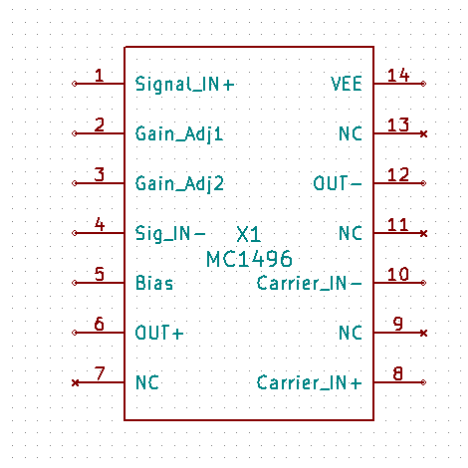 1 Signal_IN+ VEE 14
2 Gain_Adj1 NC 13
3 Gain_Adj2 OUT- 12
4 Sig_IN- X1 NC 11
MC1496
5 Bias Carrier_IN- 10
6 OUT+ NC 9
7 NC Carrier_IN+ 8